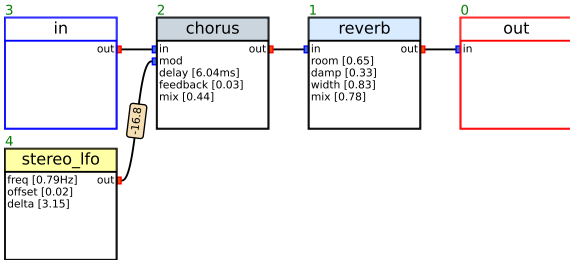 3
in
out
2
chorus
in
out
mod
delay [6.04ms]
feedback [0.03]
mix [0.44]
1
reverb
in
out
room [0.65]
damp [0.33]
width [0.83]
mix [0.78]
0
out
in
-16.8
4
stereo_lfo
freq [0.79Hz]
out
offset [0.02]
delta [3.15]